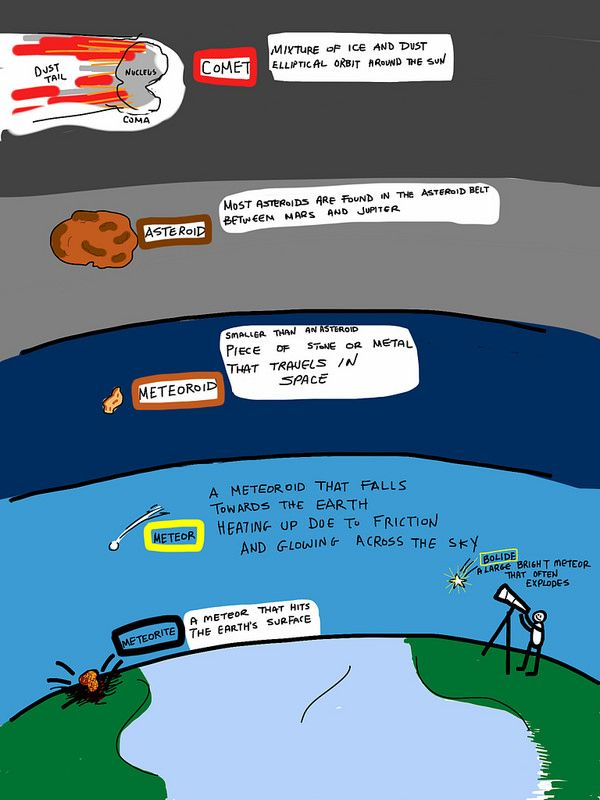 DUST
TAIL
NUCLEUS
COMA
COMET
MIXTURE OF ICE AND DUST
ELLIPTICAL ORBIT AROUND THE SUN
ASTEROID
MOST ASTEROIDS ARE FOUND IN THE ASTEROID BELT
BETWEEN MARS AND JUPITER
METEOROID
SMALLER THAN AN ASTEROID
PIECE OF STONE OR METAL
THAT TRAVELS IN
SPACE
METEOR
A METEOROID THAT FALLS
TOWARDS THE EARTH
HEATING UP DUE TO FRICTION
AND GLOWING ACROSS THE SKY
BOLIDE
A LARGE BRIGHT METEOR
THAT OFTEN
EXPLODES
METEORITE
A METEOR THAT HITS
THE EARTH'S SURFACE